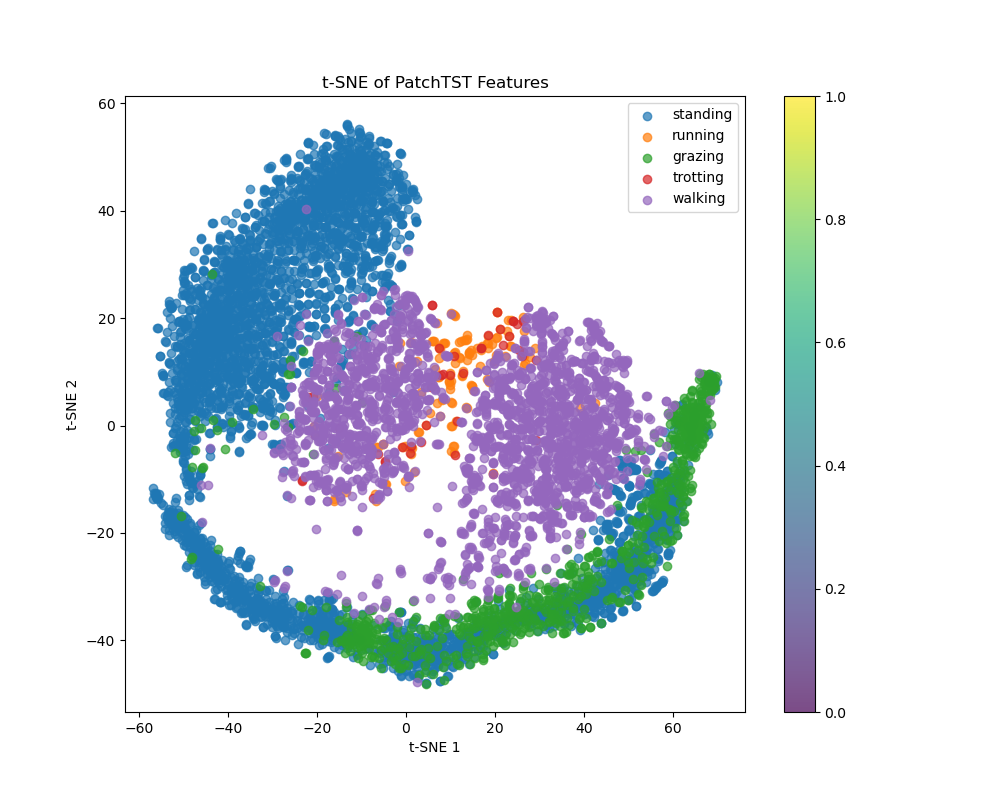 t-SNE of PatchTST Features
60
40
20
0
−20
−40
t-SNE 2
−60
−40
−20
0
20
40
60
t-SNE 1
standing
running
grazing
trotting
walking
1.0
0.8
0.6
0.4
0.2
0.0